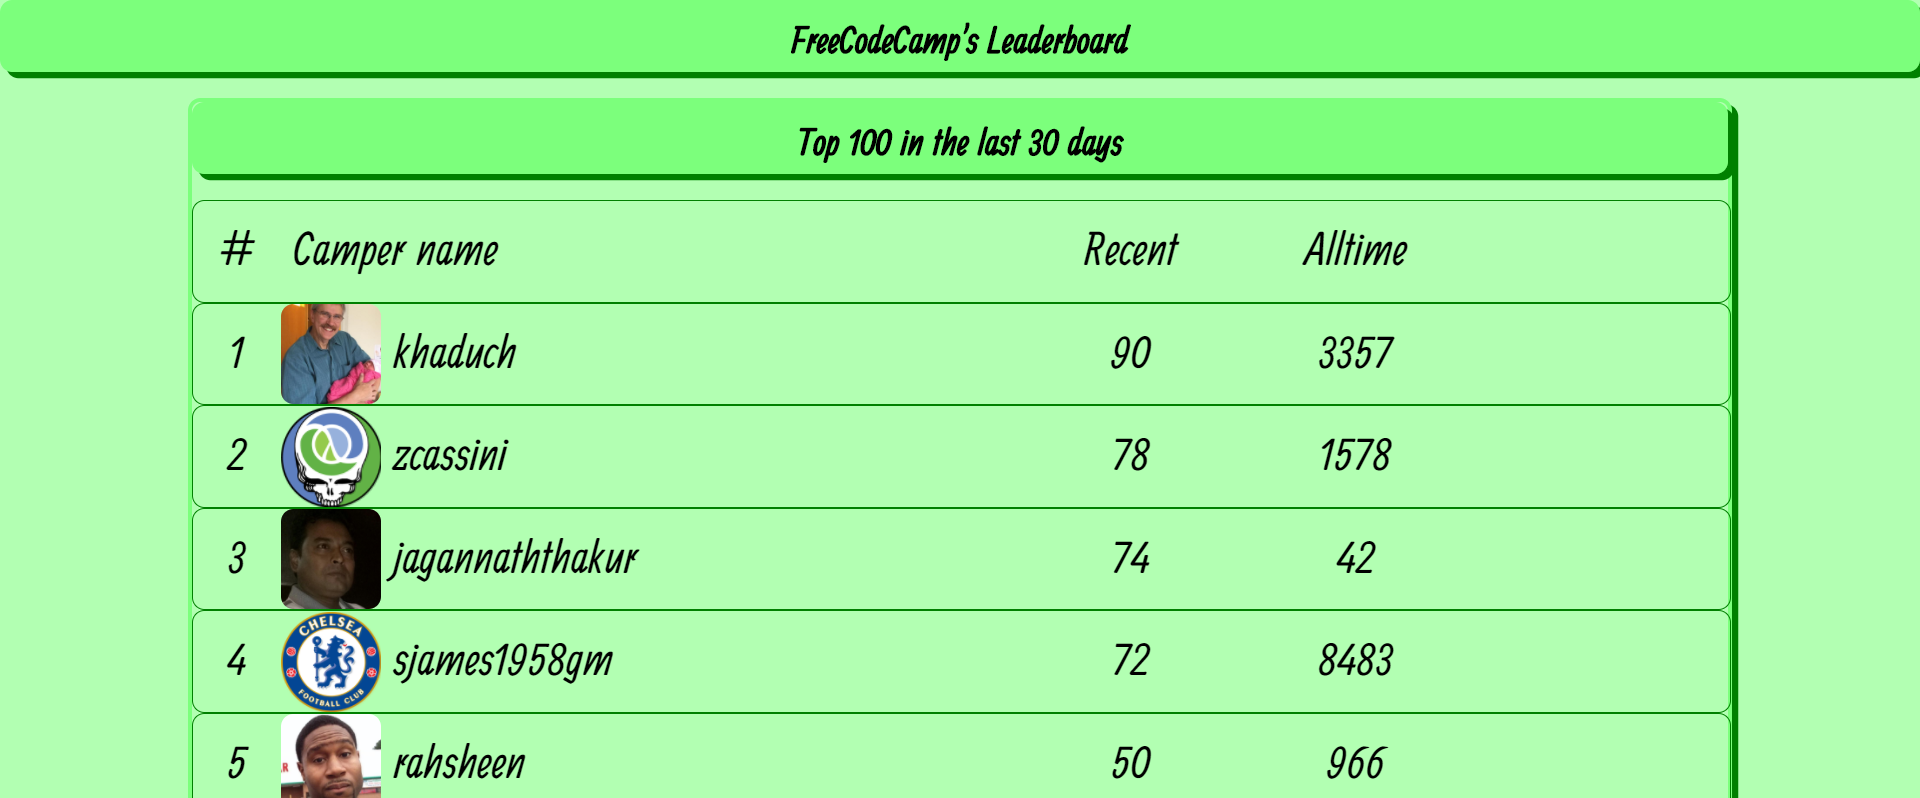 FreeCodeCamp's Leaderboard
Top 100 in the last 30 days
# Camper name Recent Alltime
1 khaduch 90 3357
2 zcassini 78 1578
3 jagannaththakur 74 42
CHELSEA
4 sjames1958gm 72 8483
FOOTBALL CLUB
R
5 rahsheen 50 966